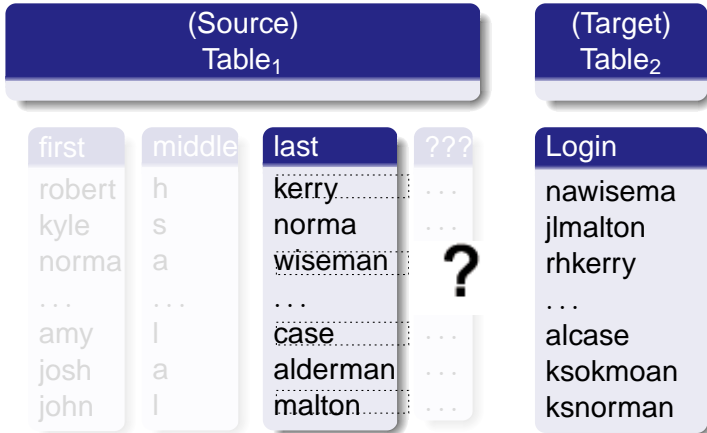 (Source)
Table₁
(Target)
Table₂
first middle last ??? Login
robert h kerry . . . nawisema
kyle s norma . . . jlmalton
norma a wiseman ? rhkerry
. . . . . . . . . . . .
amy l case . . . alcase
josh a alderman . . . ksokmoan
john l malton . . . ksnorman